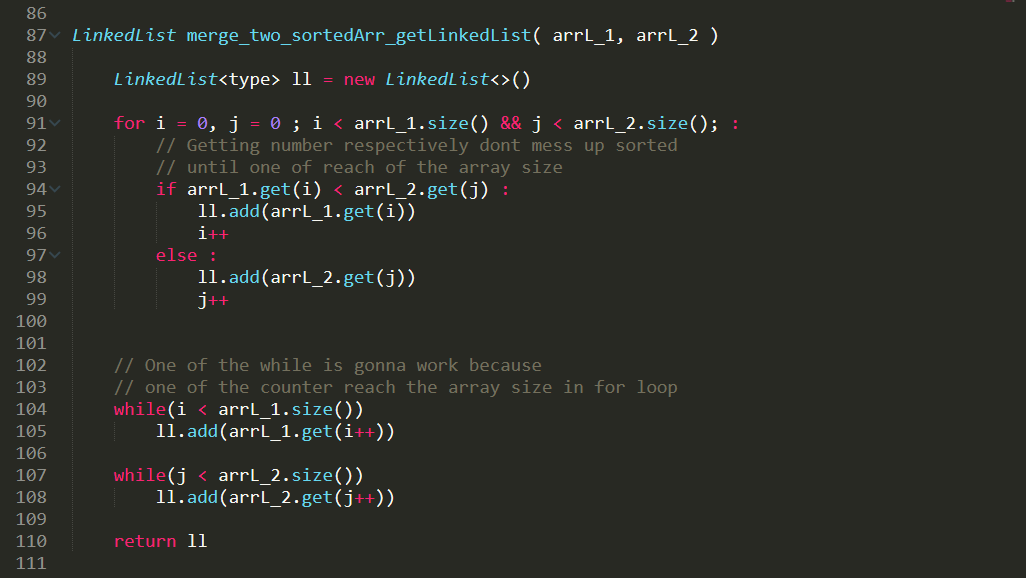 86
87 LinkedList merge_two_sortedArr_getLinkedList( arrL_1, arrL_2 )
88
89 LinkedList<type> ll = new LinkedList<>()
90
91 for i = 0, j = 0 ; i < arrL_1.size() && j < arrL_2.size(); :
92 // Getting number respectively dont mess up sorted
93 // until one of reach of the array size
94 if arrL_1.get(i) < arrL_2.get(j) :
95 ll.add(arrL_1.get(i))
96 i++
97 else :
98 ll.add(arrL_2.get(j))
99 j++
100
101
102 // One of the while is gonna work because
103 // one of the counter reach the array size in for loop
104 while(i < arrL_1.size())
105 ll.add(arrL_1.get(i++))
106
107 while(j < arrL_2.size())
108 ll.add(arrL_2.get(j++))
109
110 return ll
111